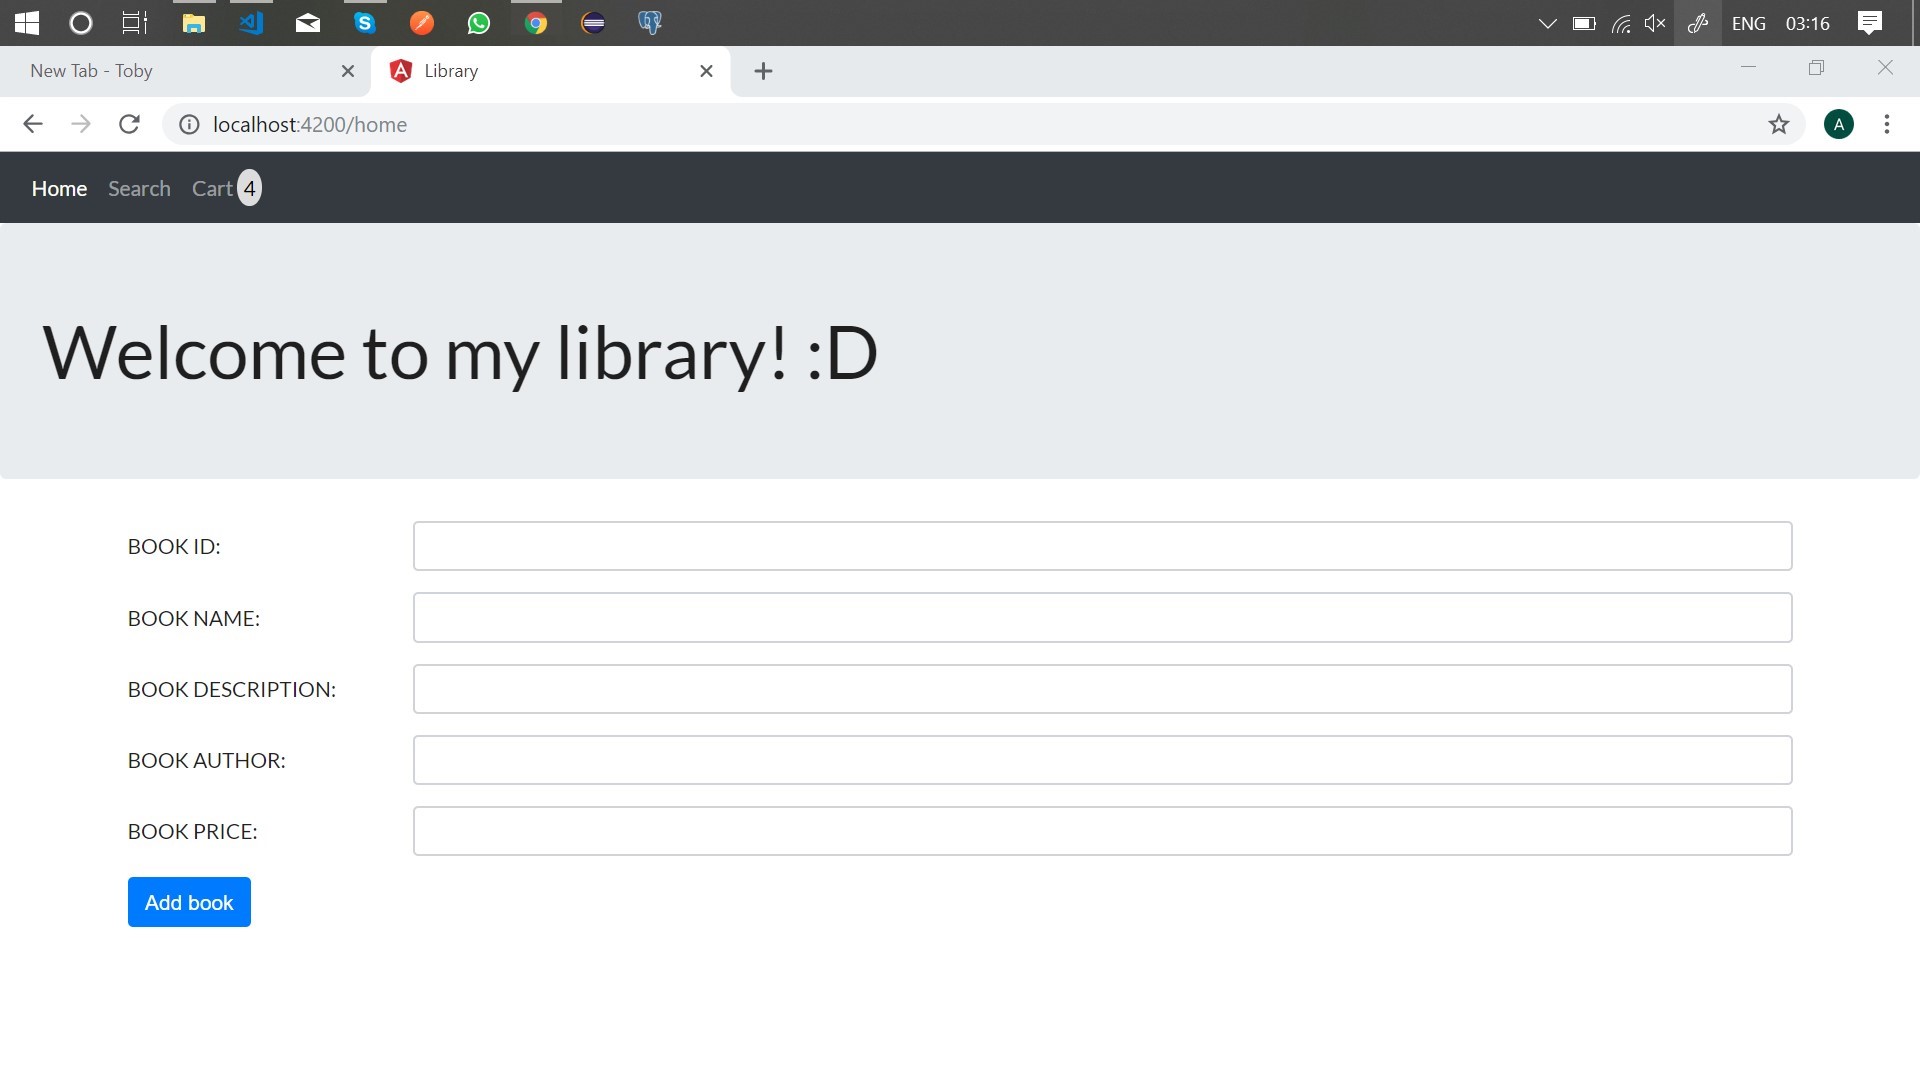 ENG 03:16
New Tab - Toby
Library
localhost:4200/home
A
Home Search Cart 4
Welcome to my library! :D
BOOK ID:
BOOK NAME:
BOOK DESCRIPTION:
BOOK AUTHOR:
BOOK PRICE:
Add book